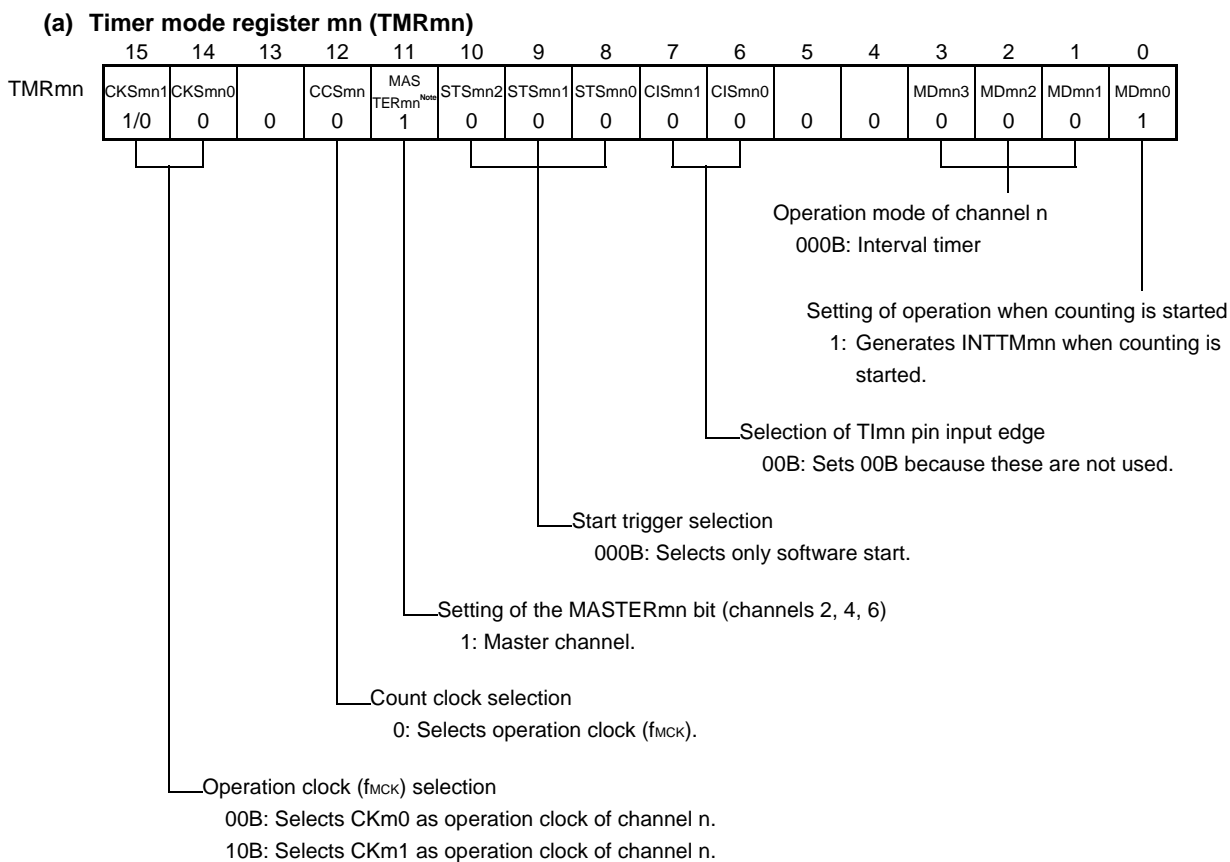 (a) Timer mode register mn (TMRmn)
15 14 13 12 11 10 9 8 7 6 5 4 3 2 1 0
TMRmn CKSmn1 CKSmn0 CCSmn MAS TERmnNote STSmn2 STSmn1 STSmn0 CISmn1 CISmn0 MDmn3 MDmn2 MDmn1 MDmn0
1/0 0 0 0 1 0 0 0 0 0 0 0 0 0 0 1
Operation mode of channel n
000B: Interval timer
Setting of operation when counting is started
1: Generates INTTMmn when counting is
started.
Selection of TImn pin input edge
00B: Sets 00B because these are not used.
Start trigger selection
000B: Selects only software start.
Setting of the MASTERmn bit (channels 2, 4, 6)
1: Master channel.
Count clock selection
0: Selects operation clock (fMCK).
Operation clock (fMCK) selection
00B: Selects CKm0 as operation clock of channel n.
10B: Selects CKm1 as operation clock of channel n.